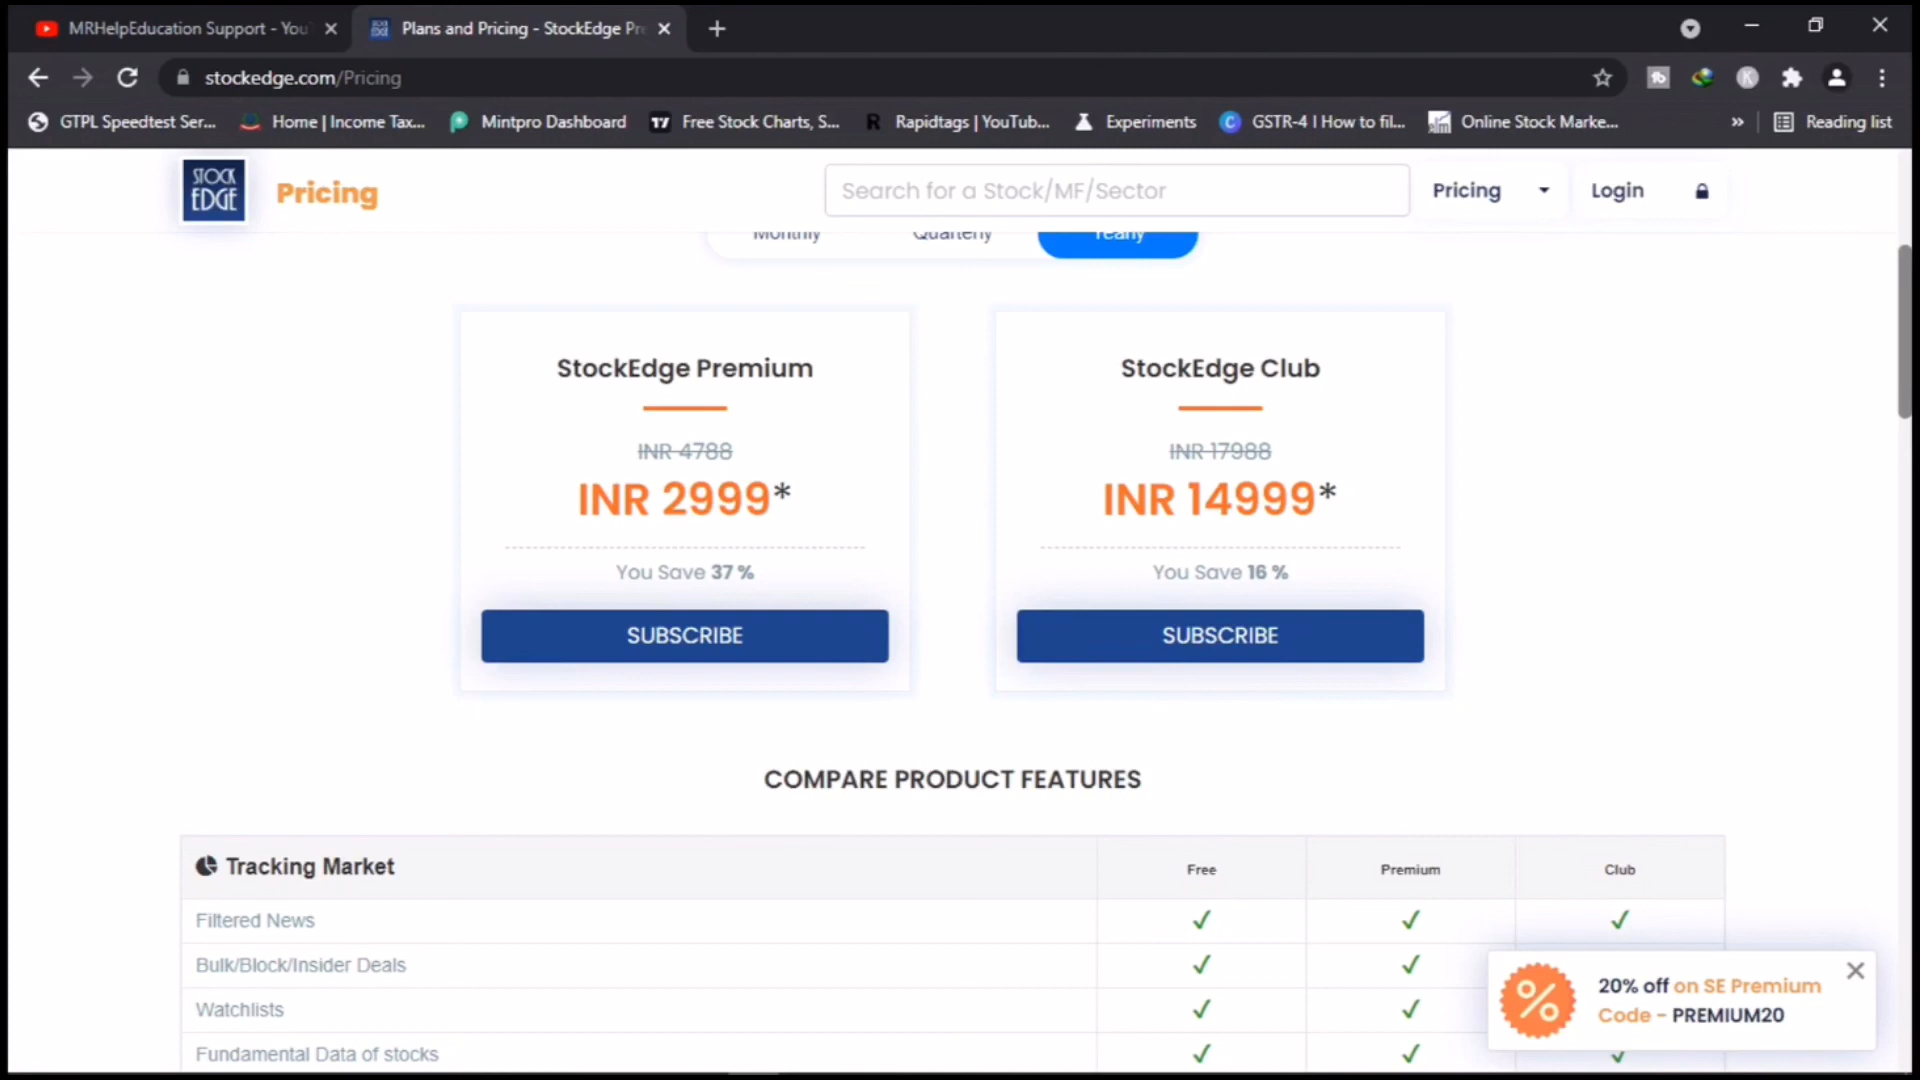 MRHelpEducation Support - You
Plans and Pricing - StockEdge Pr
stockedge.com/Pricing
GTPL Speedtest Ser...
Home | Income Tax...
Mintpro Dashboard
Free Stock Charts, S...
Rapidtags | YouTub...
Experiments
GSTR-4 I How to fil...
Online Stock Marke...
»
Reading list
STOCK
EDGE
Pricing
Search for a Stock/MF/Sector
Pricing
Login
Monthly
Quarterly
Yearly
StockEdge Premium
INR 4788
INR 2999*
You Save 37 %
SUBSCRIBE
StockEdge Club
INR 17988
INR 14999*
You Save 16 %
SUBSCRIBE
COMPARE PRODUCT FEATURES
Tracking Market
Free
Premium
Club
Filtered News
Bulk/Block/Insider Deals
Watchlists
Fundamental Data of stocks
20% off on SE Premium
Code - PREMIUM20